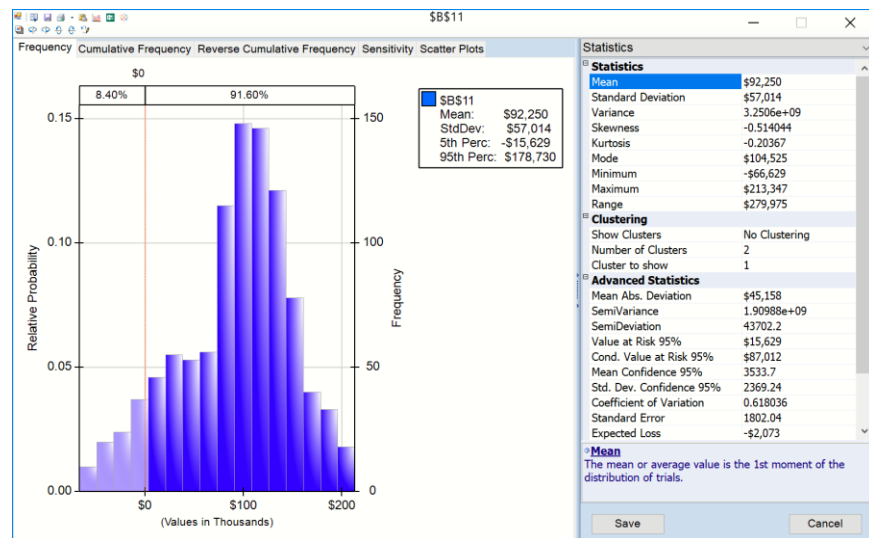 $B$11
Frequency Cumulative Frequency Reverse Cumulative Frequency Sensitivity Scatter Plots
$0
8.40% 91.60%
0.15
0.10
0.05
0.00
Relative Probability
150
100
50
0
Frequency
$0 $100 $200
(Values in Thousands)
$B$11
Mean: $92,250
StdDev: $57,014
5th Perc: -$15,629
95th Perc: $178,730
Statistics
Statistics
Mean $92,250
Standard Deviation $57,014
Variance 3.2506e+09
Skewness -0.514044
Kurtosis -0.20367
Mode $104,525
Minimum -$66,629
Maximum $213,347
Range $279,975
Clustering
Show Clusters No Clustering
Number of Clusters 2
Cluster to show 1
Advanced Statistics
Mean Abs. Deviation $45,158
SemiVariance 1.90988e+09
SemiDeviation 43702.2
Value at Risk 95% $15,629
Cond. Value at Risk 95% $87,012
Mean Confidence 95% 3533.7
Std. Dev. Confidence 95% 2369.24
Coefficient of Variation 0.618036
Standard Error 1802.04
Expected Loss -$2,073
Mean
The mean or average value is the 1st moment of the
distribution of trials.
Save Cancel